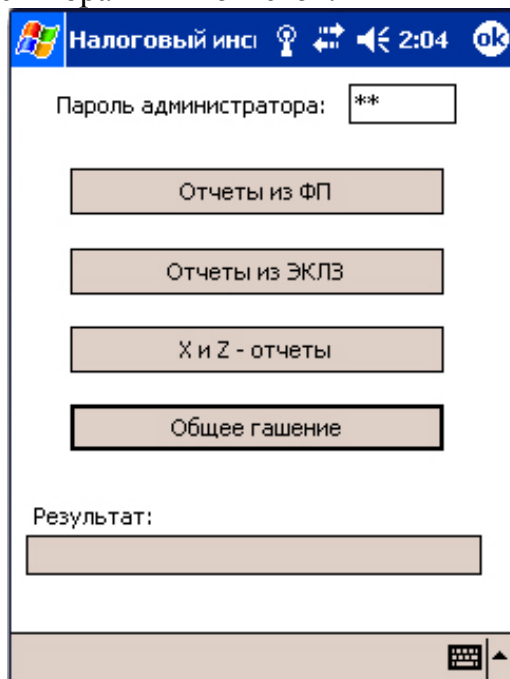 Налоговый инс
2:04
ok
Пароль администратора:
**
Отчеты из ФП
Отчеты из ЭКЛЗ
X и Z - отчеты
Общее гашение
Результат: